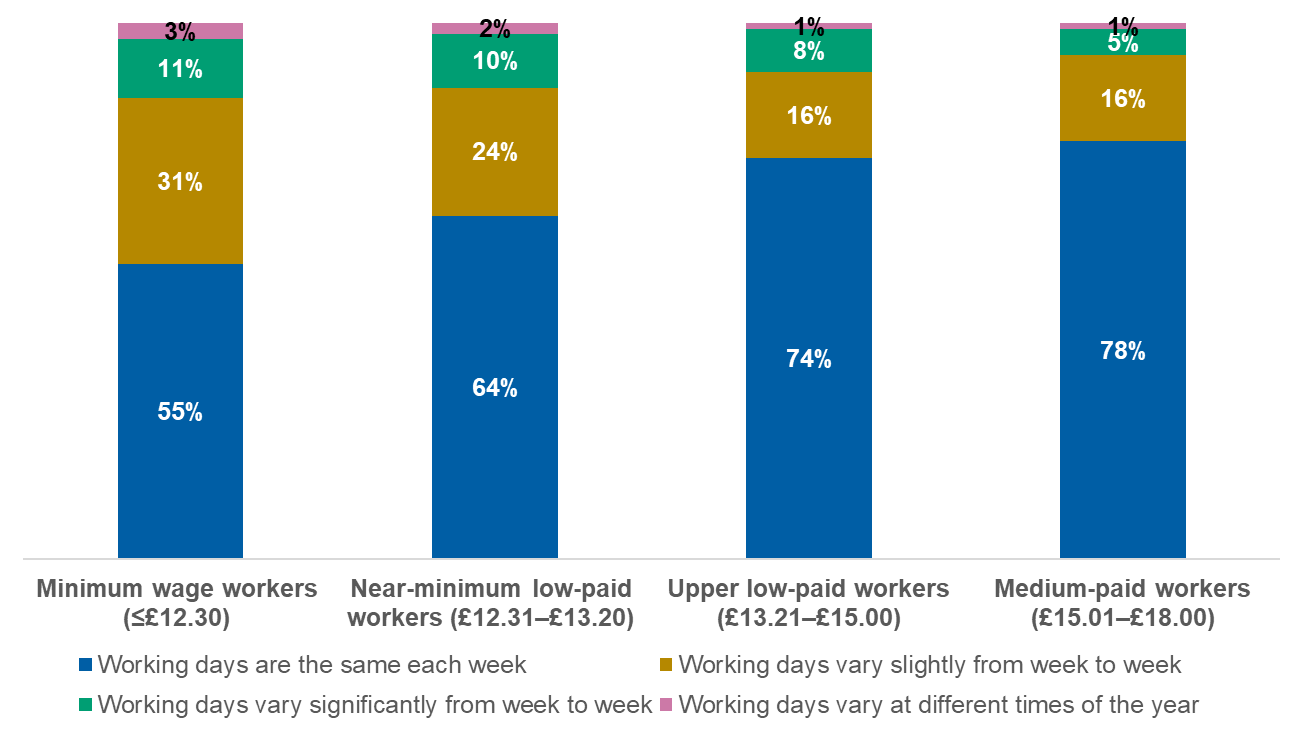 3% 2% 1% 1%
11% 10% 8% 5%
31% 24% 16% 16%
55% 64% 74% 78%
Minimum wage workers Near-minimum low-paid Upper low-paid workers Medium-paid workers
(≤£12.30) workers (£12.31–£13.20) (£13.21–£15.00) (£15.01–£18.00)
Working days are the same each week Working days vary slightly from week to week
Working days vary significantly from week to week Working days vary at different times of the year